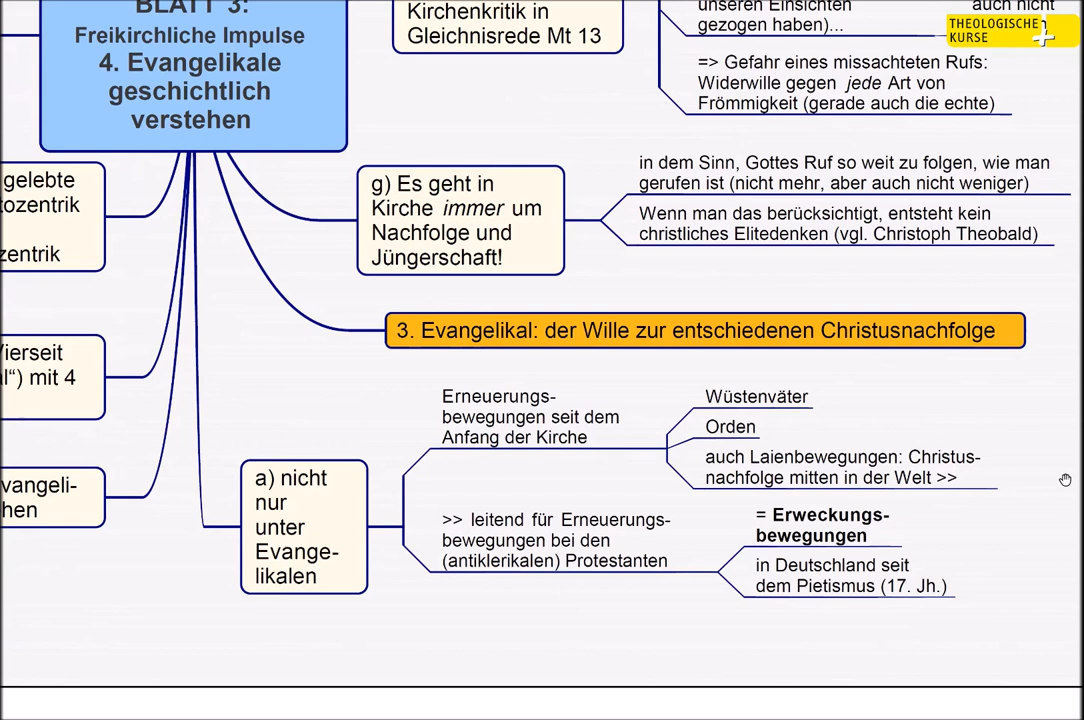 BLATT 3:
Freikirchliche Impulse
4. Evangelikale
geschichtlich
verstehen
Kirchenkritik in
Gleichnisrede Mt 13
unseren Einsichten
gezogen haben)...
auch nicht
THEOLOGISCHE
KURSE
=> Gefahr eines missachteten Rufs:
Widerwille gegen jede Art von
Frömmigkeit (gerade auch die echte)
gelebte
tozentrik
zentrik
g) Es geht in
Kirche immer um
Nachfolge und
Jüngerschaft!
in dem Sinn, Gottes Ruf so weit zu folgen, wie man
gerufen ist (nicht mehr, aber auch nicht weniger)
Wenn man das berücksichtigt, entsteht kein
christliches Elitedenken (vgl. Christoph Theobald)
3. Evangelikal: der Wille zur entschiedenen Christusnachfolge
ierseit
al“) mit 4
vangeli-
hen
a) nicht
nur
unter
Evange-
likalen
Erneuerungs-
bewegungen seit dem
Anfang der Kirche
Wüstenväter
Orden
auch Laienbewegungen: Christus-
nachfolge mitten in der Welt >>
>> leitend für Erneuerungs-
bewegungen bei den
(antiklerikalen) Protestanten
= Erweckungs-
bewegungen
in Deutschland seit
dem Pietismus (17. Jh.)